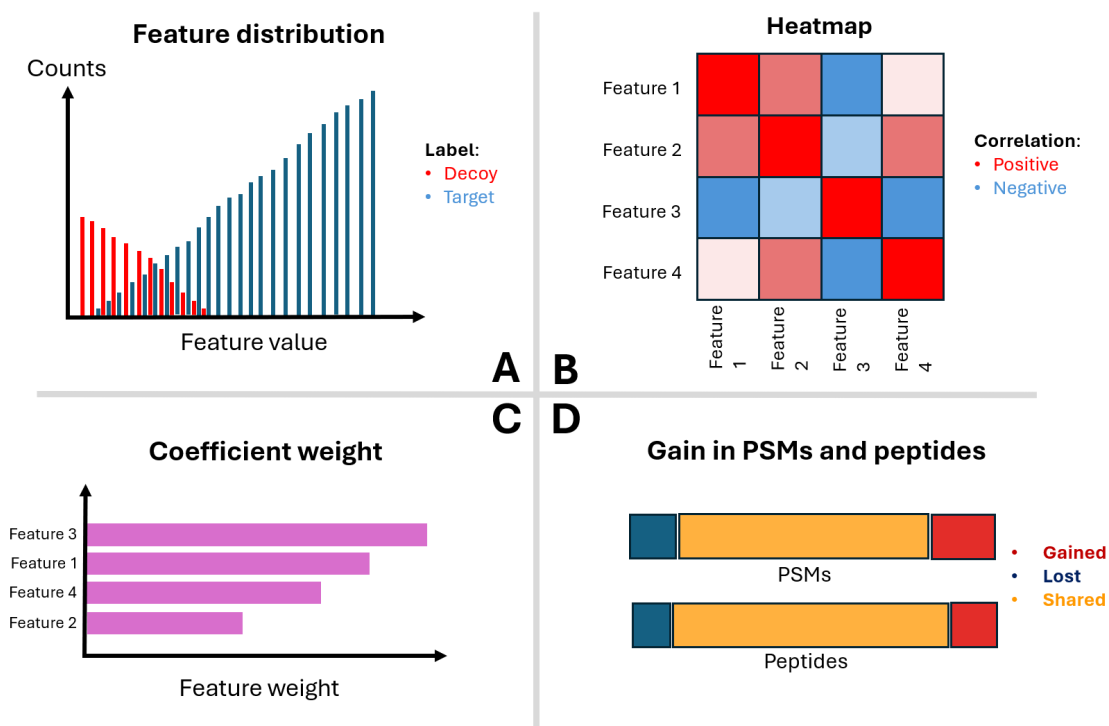 Feature distribution
Counts
Label:
• Decoy
• Target
Feature value
A
Heatmap
Feature 1
Feature 2
Feature 3
Feature 4
Feature
1
Feature
2
Feature
3
Feature
4
Correlation:
• Positive
• Negative
B
C
Coefficient weight
Feature 3
Feature 1
Feature 4
Feature 2
Feature weight
D
Gain in PSMs and peptides
PSMs
Peptides
• Gained
• Lost
• Shared